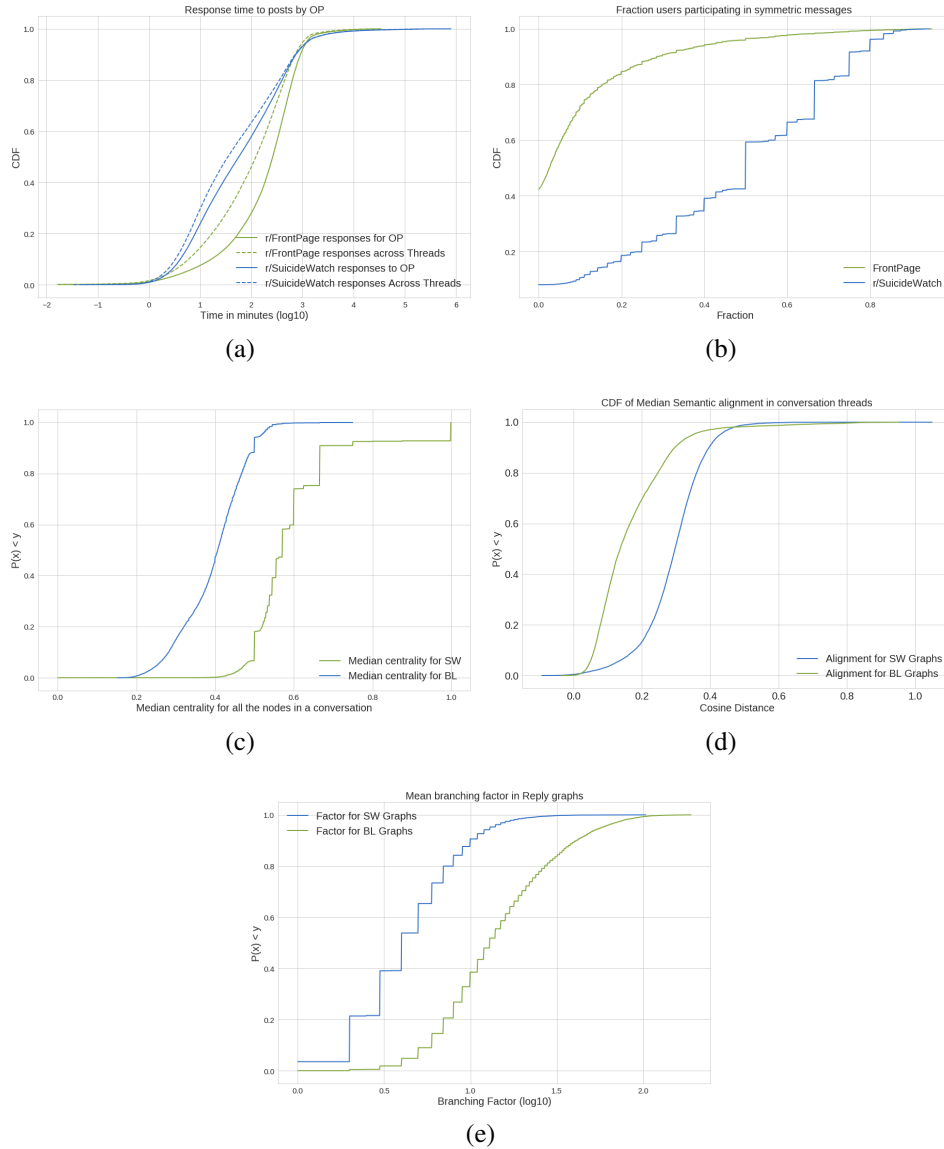 Response time to posts by OP
1.0
0.8
0.6
0.4
0.2
0.0
CDF
r/FrontPage responses for OP
r/FrontPage responses across Threads
r/SuicideWatch responses to OP
r/SuicideWatch responses Across Threads
−2 −1 0 1 2 3 4 5 6
Time in minutes (log10)
(a)
Fraction users participating in symmetric messages
1.0
0.8
0.6
0.4
0.2
CDF
FrontPage
r/SuicideWatch
0.0 0.2 0.4 0.6 0.8
Fraction
(b)
1.0
0.8
0.6
0.4
0.2
0.0
P(x) < y
Median centrality for SW
Median centrality for BL
0.0 0.2 0.4 0.6 0.8 1.0
Median centrality for all the nodes in a conversation
(c)
CDF of Median Semantic alignment in conversation threads
1.0
0.8
0.6
0.4
0.2
0.0
P(x) < y
Alignment for SW Graphs
Alignment for BL Graphs
0.0 0.2 0.4 0.6 0.8 1.0
Cosine Distance
(d)
Mean branching factor in Reply graphs
Factor for SW Graphs
Factor for BL Graphs
1.0
0.8
0.6
0.4
0.2
0.0
P(x) < y
0.0 0.5 1.0 1.5 2.0
Branching Factor (log10)
(e)